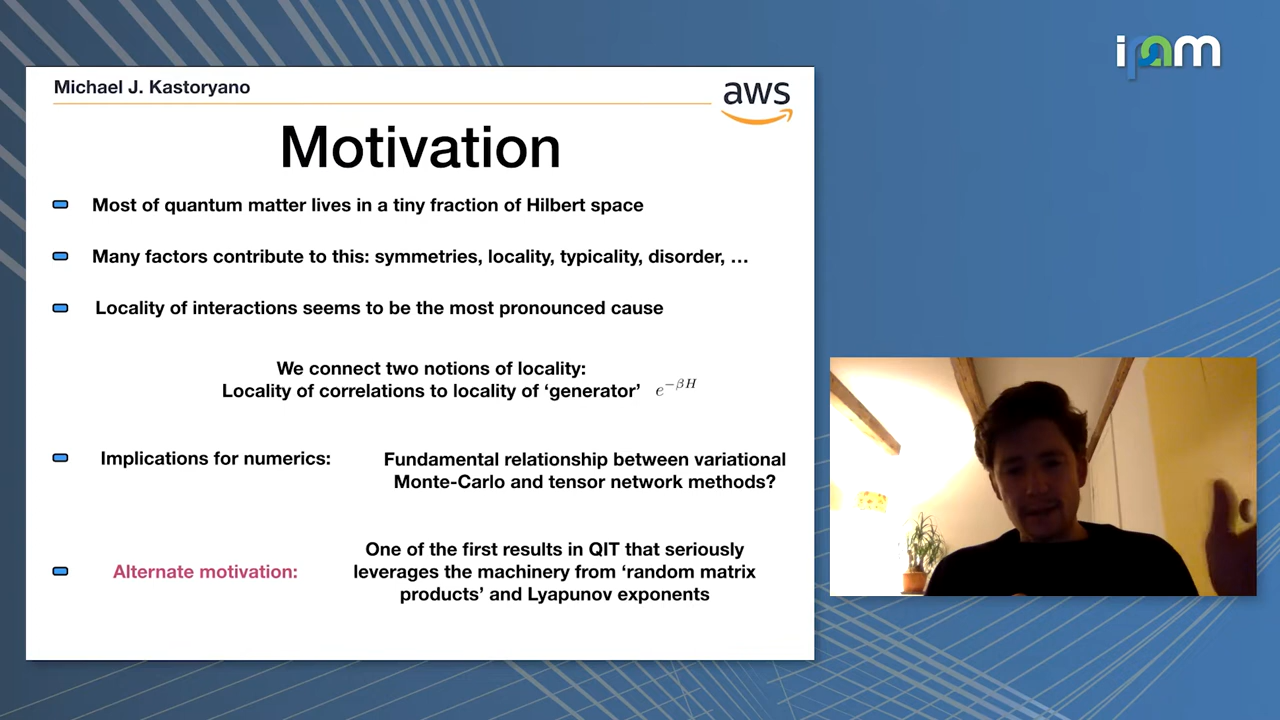 ipam
Michael J. Kastoryano
aws
Motivation
Most of quantum matter lives in a tiny fraction of Hilbert space
Many factors contribute to this: symmetries, locality, typicality, disorder, …
Locality of interactions seems to be the most pronounced cause
We connect two notions of locality:
Locality of correlations to locality of ‘generator’ $e^{-\beta H}$
Implications for numerics:
Fundamental relationship between variational
Monte-Carlo and tensor network methods?
Alternate motivation:
One of the first results in QIT that seriously
leverages the machinery from ‘random matrix
products’ and Lyapunov exponents